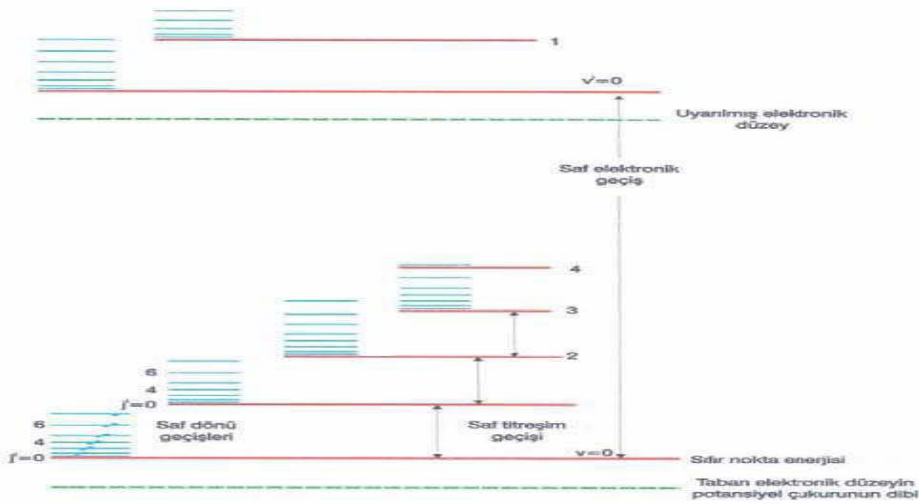 1
v'=0
Uyarılmış elektronik
düzey
Saf elektronik
geçiş
4
3
2
6
4
j'=0
Saf dönü
geçişleri
Saf titreşim
geçişi
6
4
j''=0
v=0
Sıfır nokta enerjisi
Taban elektronik düzeyin
potansiyel çukurunun dibi